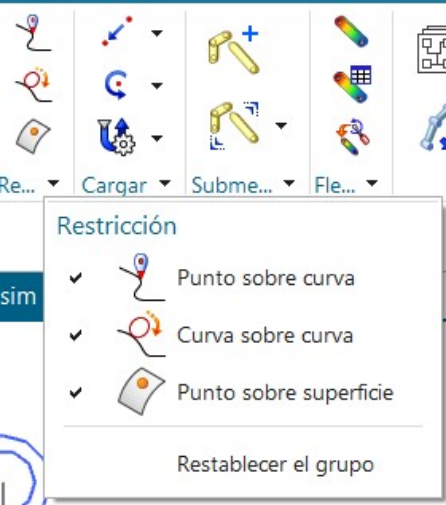 Re...
Cargar
Subme...
Fle...
Restricción
sim
Punto sobre curva
Curva sobre curva
Punto sobre superficie
Restablecer el grupo